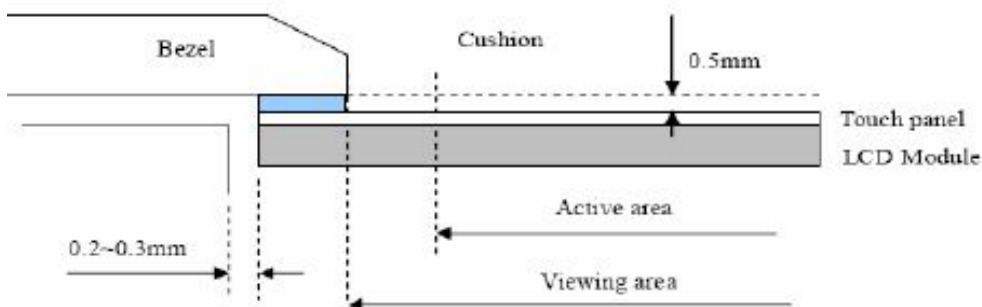 Bezel
Cushion
0.5mm
Touch panel
LCD Module
Active area
0.2~0.3mm
Viewing area